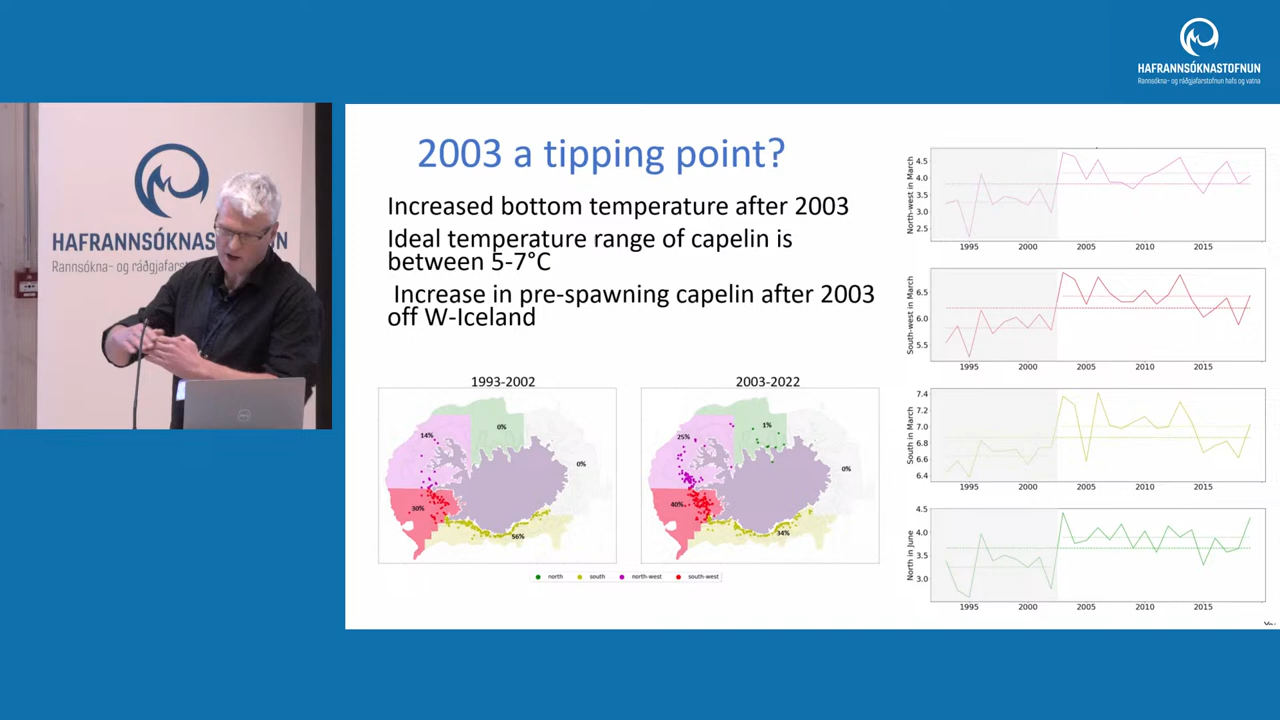 HAFRANNSÓKNASTOFNUN
Rannsókna- og ráðgjafarstofnun hafs og vatna
HAFRANNSÓKNASTOFNUN
Rannsókna- og ráðgjafars
2003 a tipping point?
Increased bottom temperature after 2003
Ideal temperature range of capelin is
between 5-7°C
Increase in pre-spawning capelin after 2003
off W-Iceland
1993-2002
14%
0%
0%
30%
56%
2003-2022
25%
1%
0%
40%
34%
north south north-west south-west
North-west in March
4.5
4.0
3.5
3.0
2.5
1995 2000 2005 2010 2015
South-west in March
6.5
6.0
5.5
1995 2000 2005 2010 2015
South in March
7.4
7.2
7.0
6.8
6.6
6.4
1995 2000 2005 2010 2015
North in June
4.5
4.0
3.5
3.0
1995 2000 2005 2010 2015